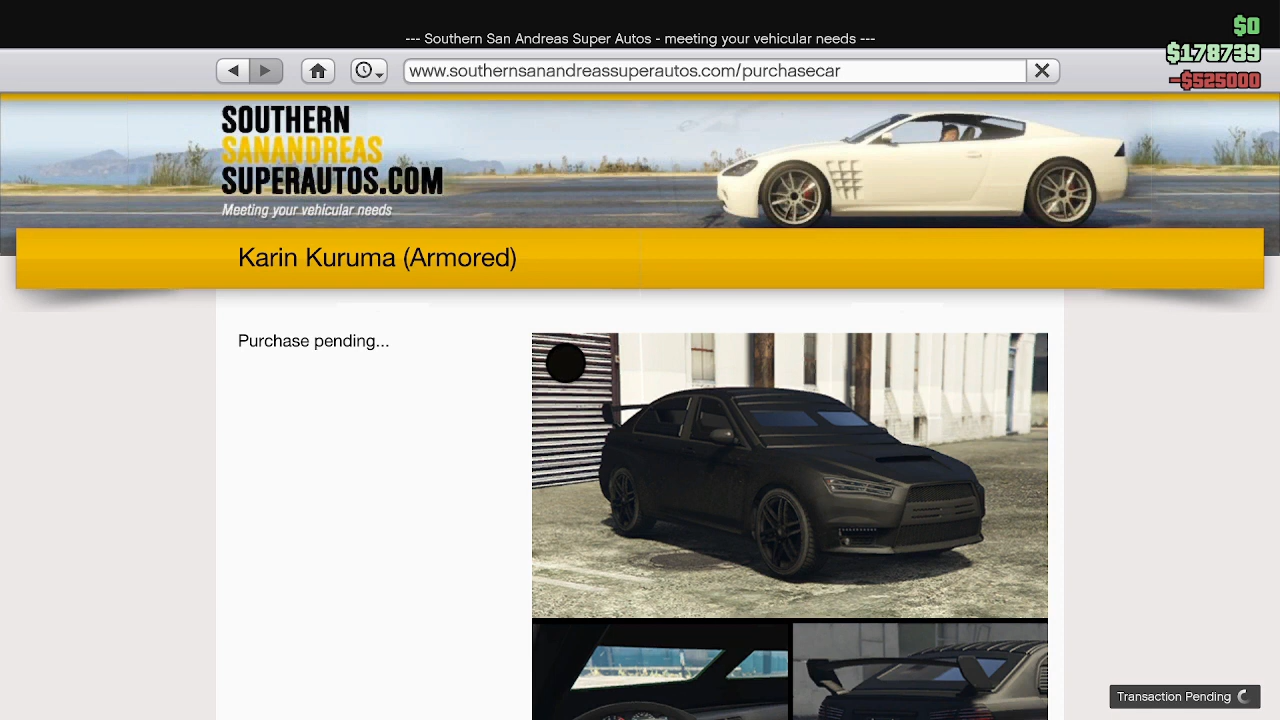 --- Southern San Andreas Super Autos - meeting your vehicular needs ---
$0
$178739
-$525000
www.southernsanandreassuperautos.com/purchasecar
SOUTHERN
SANANDREAS
SUPERAUTOS.COM
Meeting your vehicular needs
Karin Kuruma (Armored)
Purchase pending...
Transaction Pending